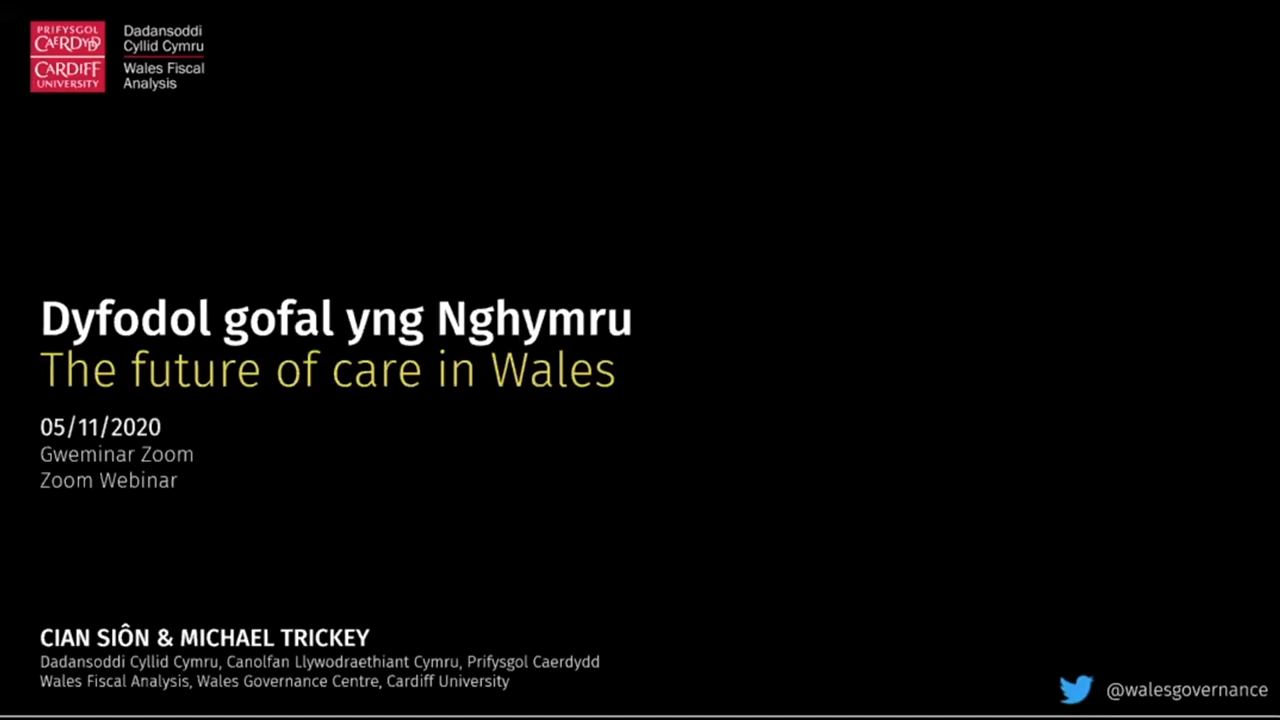 PRIFYSGOL
CAERDYDD
CARDIFF
UNIVERSITY
Dadansoddi
Cyllid Cymru
Wales Fiscal
Analysis
Dyfodol gofal yng Nghymru
The future of care in Wales
05/11/2020
Gweminar Zoom
Zoom Webinar
CIAN SIÔN & MICHAEL TRICKEY
Dadansoddi Cyllid Cymru, Canolfan Llywodraethiant Cymru, Prifysgol Caerdydd
Wales Fiscal Analysis, Wales Governance Centre, Cardiff University
@walesgovernance